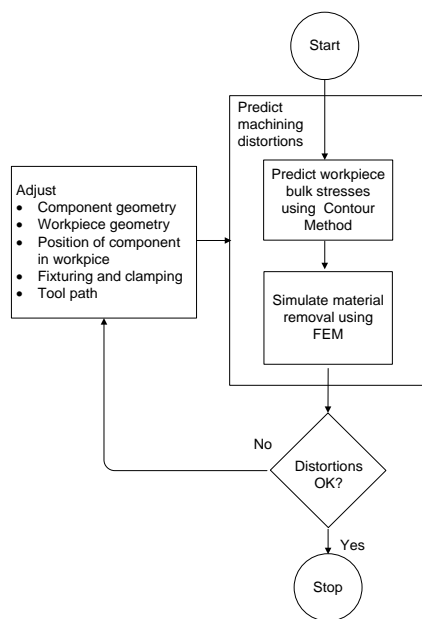 Start
Predict
machining
distortions
Predict workpiece
bulk stresses
using Contour
Method
Adjust
• Component geometry
• Workpiece geometry
• Position of component
in workpice
• Fixturing and clamping
• Tool path
Simulate material
removal using
FEM
No
Distortions
OK?
Yes
Stop